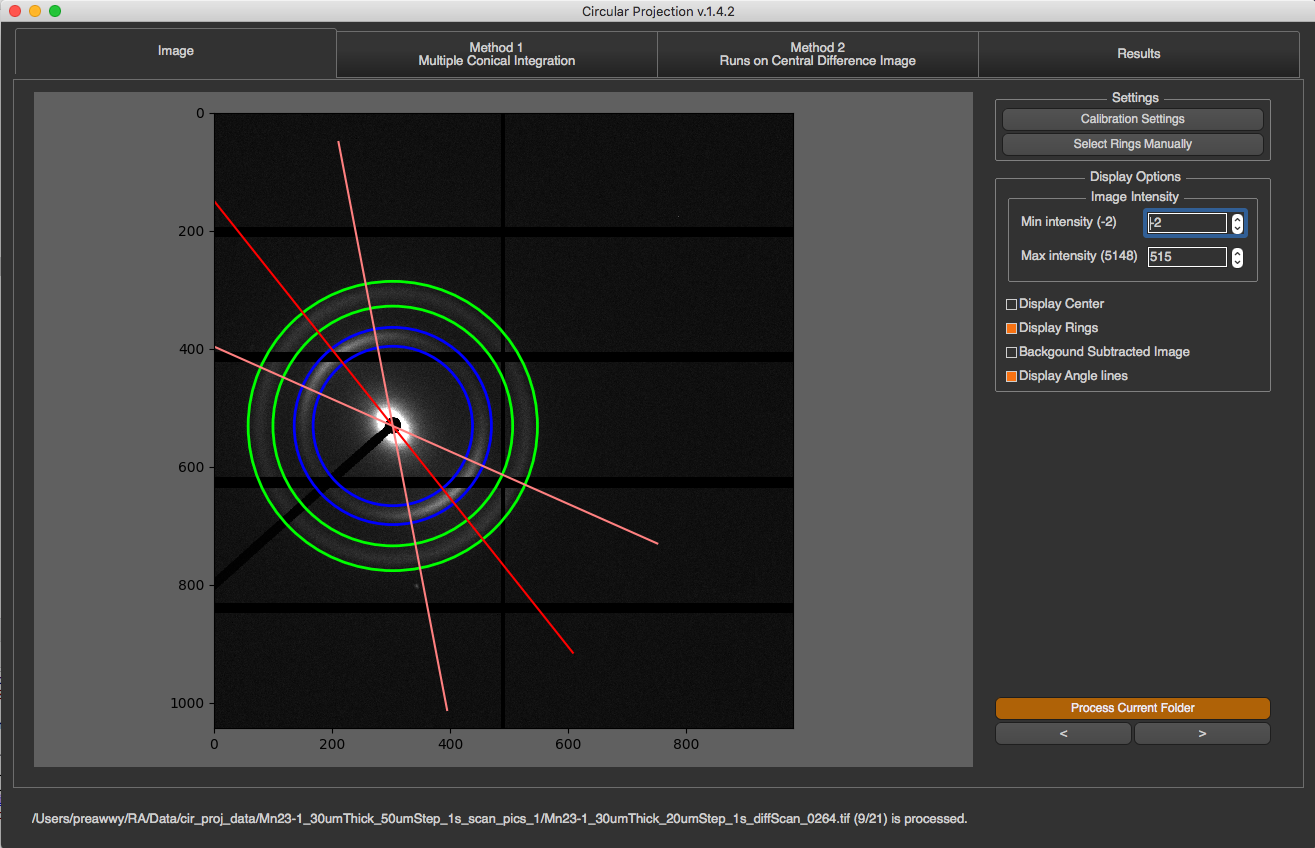 Circular Projection v.1.4.2
Image
Method 1
Multiple Conical Integration
Method 2
Runs on Central Difference Image
Results
Settings
Calibration Settings
Select Rings Manually
Display Options
Image Intensity
Min intensity (-2)
-2
Max intensity (5148)
515
Display Center
Display Rings
Backgound Subtracted Image
Display Angle lines
0
200
400
600
800
1000
0
200
400
600
800
Process Current Folder
<
>
/Users/preawwy/RA/Data/cir_proj_data/Mn23-1_30umThick_50umStep_1s_scan_pics_1/Mn23-1_30umThick_20umStep_1s_diffScan_0264.tif (9/21) is processed.